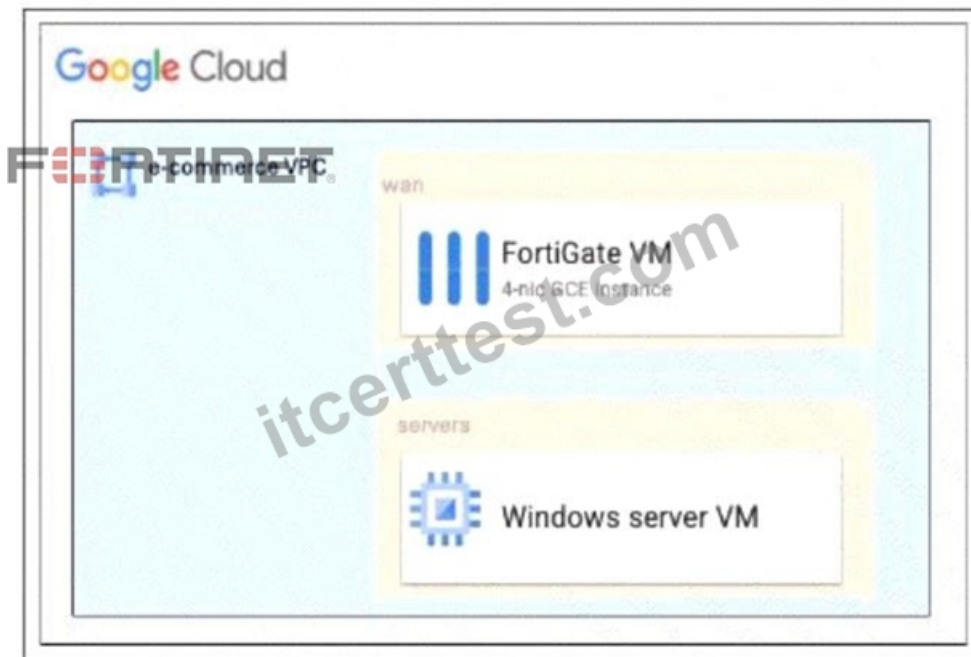 Google Cloud
FORTINET
e-commerce VPC
wan
FortiGate VM
4-nic GCE instance
itcerttest.com
servers
Windows server VM